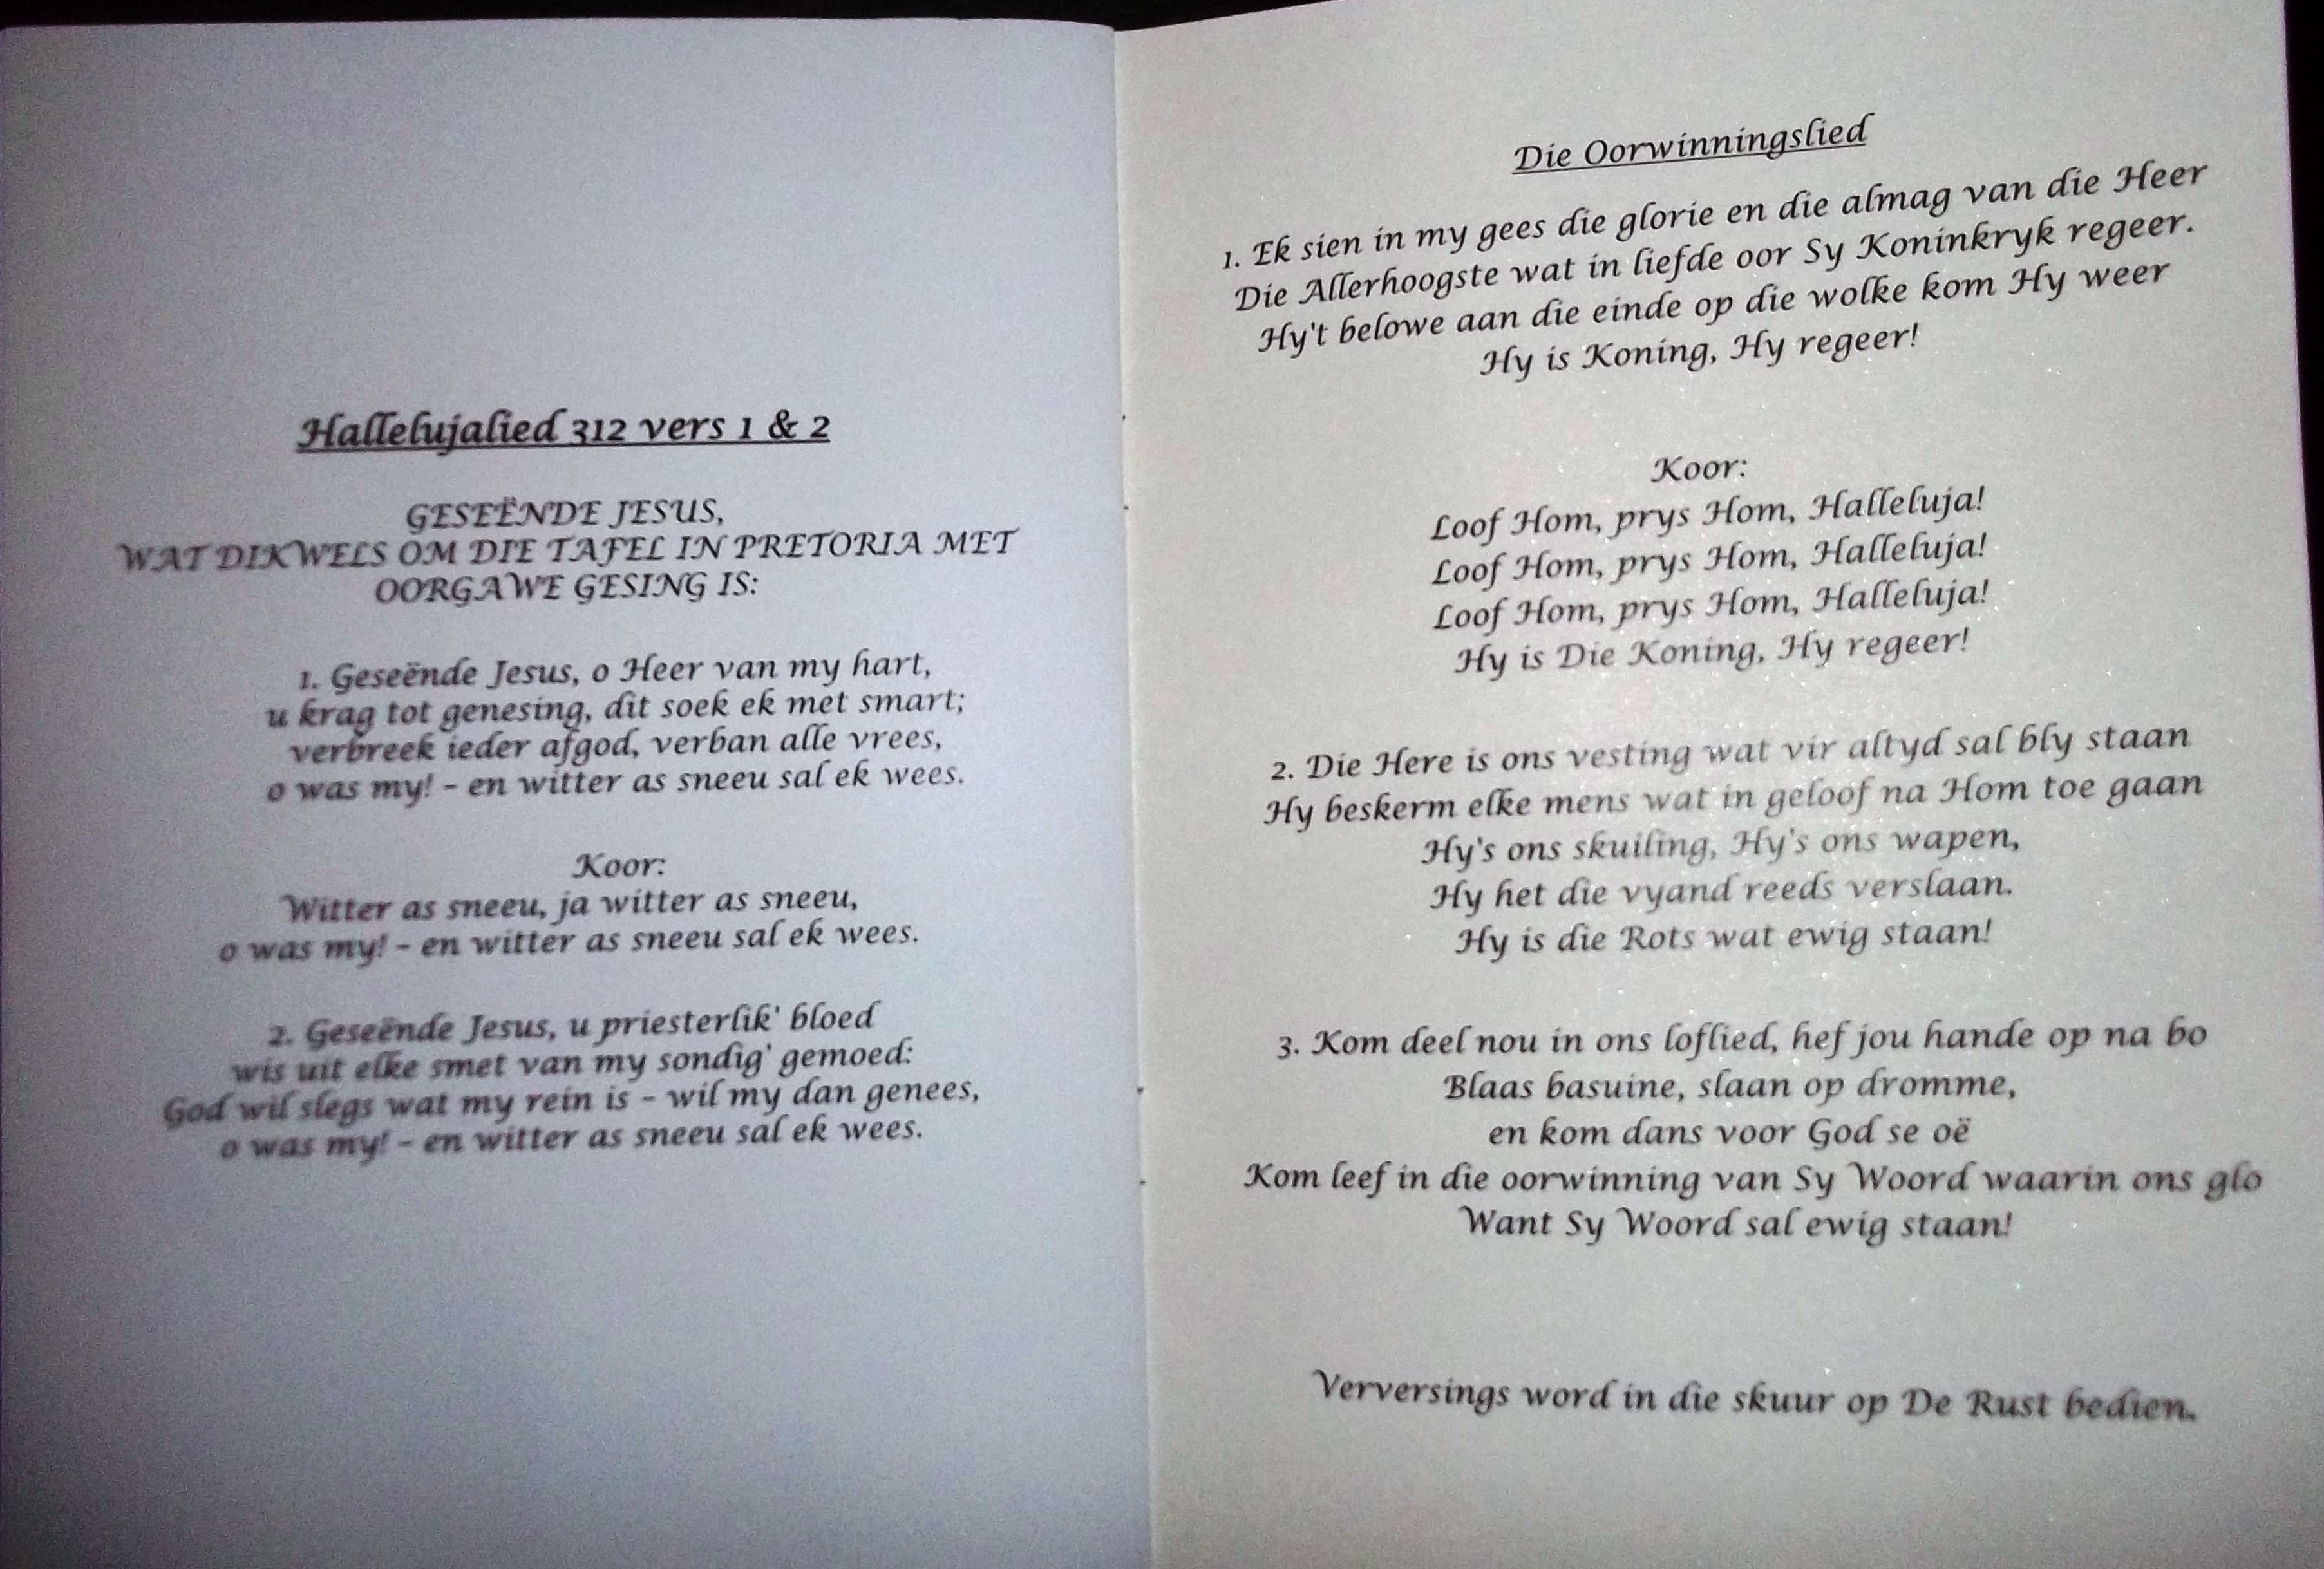 Hallelujalied 312 vers 1 & 2
GESEËNDE JESUS,
WAT DIKWELS OM DIE TAFEL IN PRETORIA MET
OORGAWE GESING IS:
1. Geseënde Jesus, o Heer van my hart,
u krag tot genesing, dit soek ek met smart;
verbreek ieder afgod, verban alle vrees,
o was my! - en witter as sneeu sal ek wees.
Koor:
Witter as sneeu, ja witter as sneeu,
o was my! - en witter as sneeu sal ek wees.
2. Geseënde Jesus, u priesterlik' bloed
wis uit elke smet van my sondig' gemoed:
God wil slegs wat my rein is - wil my dan genees,
o was my! - en witter as sneeu sal ek wees.
Die Oorwinningslied
1. Ek sien in my gees die glorie en die almag van die Heer
Die Allerhoogste wat in liefde oor Sy Koninkryk regeer.
Hy't belowe aan die einde op die wolke kom Hy weer
Hy is Koning, Hy regeer!
Koor:
Loof Hom, prys Hom, Halleluja!
Loof Hom, prys Hom, Halleluja!
Loof Hom, prys Hom, Halleluja!
Hy is Die Koning, Hy regeer!
2. Die Here is ons vesting wat vir altyd sal bly staan
Hy beskerm elke mens wat in geloof na Hom toe gaan
Hy's ons skuiling, Hy's ons wapen,
Hy het die vyand reeds verslaan.
Hy is die Rots wat ewig staan!
3. Kom deel nou in ons loflied, hef jou hande op na bo
Blaas basuine, slaan op dromme,
en kom dans voor God se oë
Kom leef in die oorwinning van Sy Woord waarin ons glo
Want Sy Woord sal ewig staan!
Verversings word in die skuur op De Rust bedien.